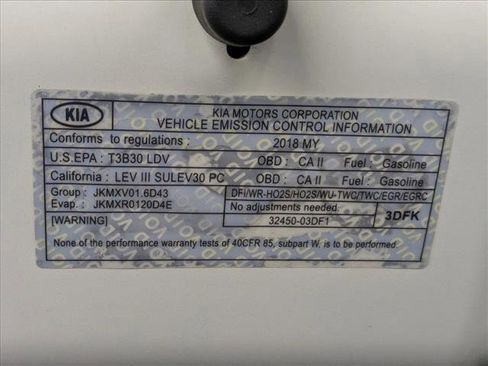 KIA
KIA MOTORS CORPORATION
VEHICLE EMISSION CONTROL INFORMATION
Conforms to regulations : 2018 MY
U.S.EPA : T3B30 LDV OBD : CA II Fuel : Gasoline
California : LEV III SULEV30 PC OBD : CA II Fuel : Gasoline
Group : JKMXV01.6D43
Evap. : JKMXR0120D4E
DFI/WR-HO2S/HO2S/WU-TWC/TWC/EGR/EGRC
No adjustments needed.
32450-03DF1
3DFK
[WARNING]
None of the performance warranty tests of 40CFR 85, subpart W. is to be performed.